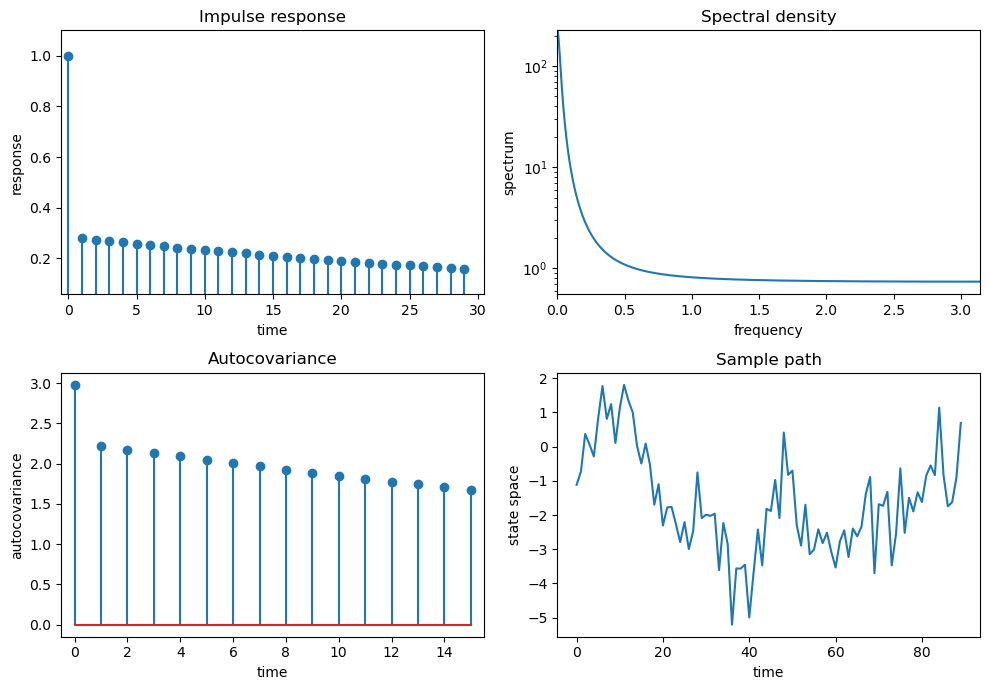 Impulse response
response
1.0
0.8
0.6
0.4
0.2
0 5 10 15 20 25 30
time
Spectral density
spectrum
10²
10¹
10⁰
0.0 0.5 1.0 1.5 2.0 2.5 3.0
frequency
Autocovariance
autocovariance
3.0
2.5
2.0
1.5
1.0
0.5
0.0
0 2 4 6 8 10 12 14
time
Sample path
state space
2
1
0
−1
−2
−3
−4
−5
0 20 40 60 80
time